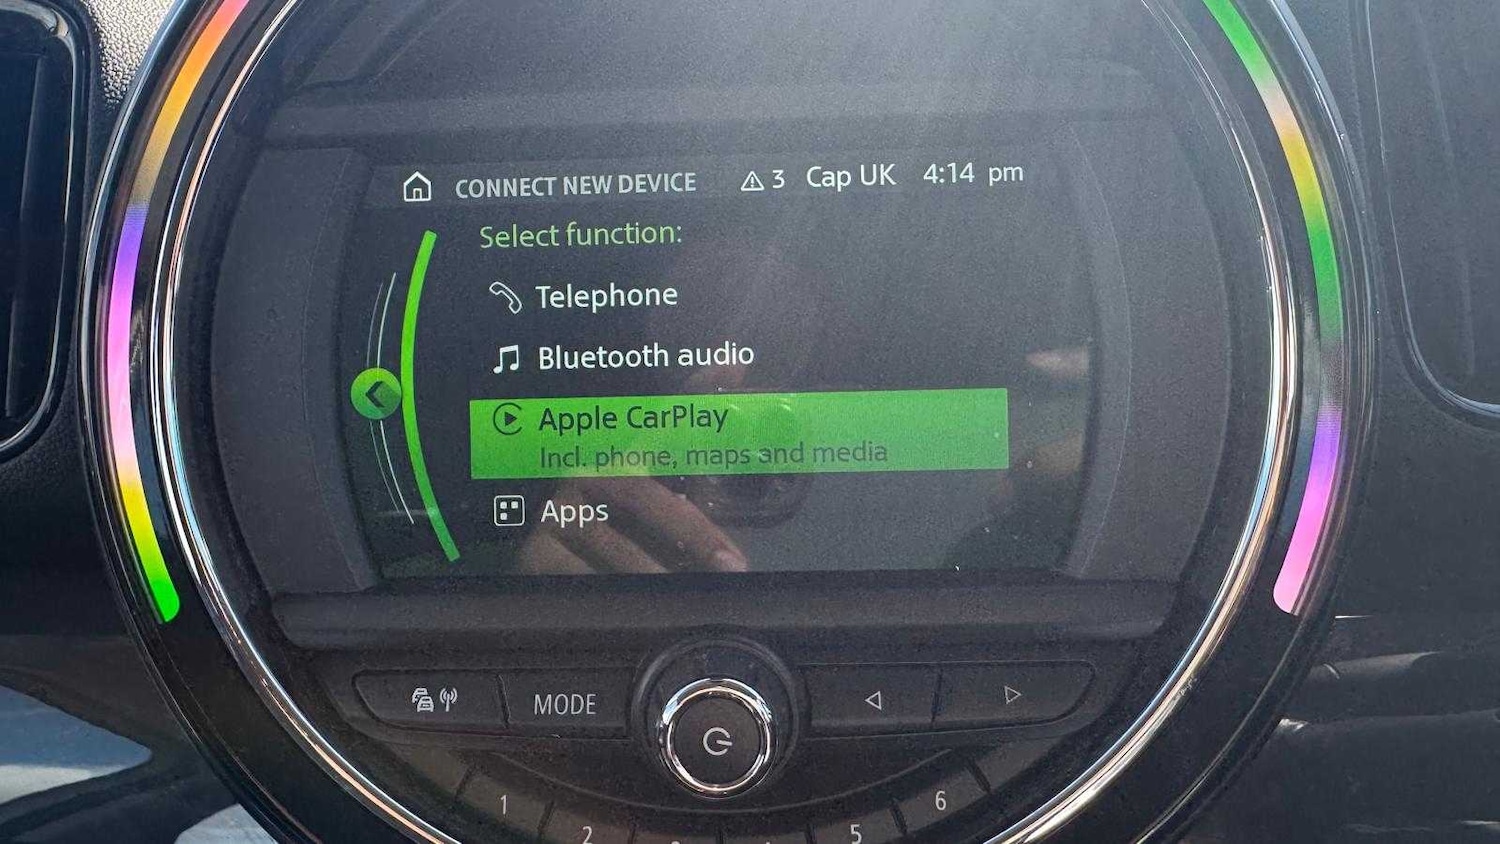 CONNECT NEW DEVICE 3 Cap UK 4:14 pm
Select function:
Telephone
Bluetooth audio
Apple CarPlay
Incl. phone, maps and media
Apps
MODE
1
2
5
6